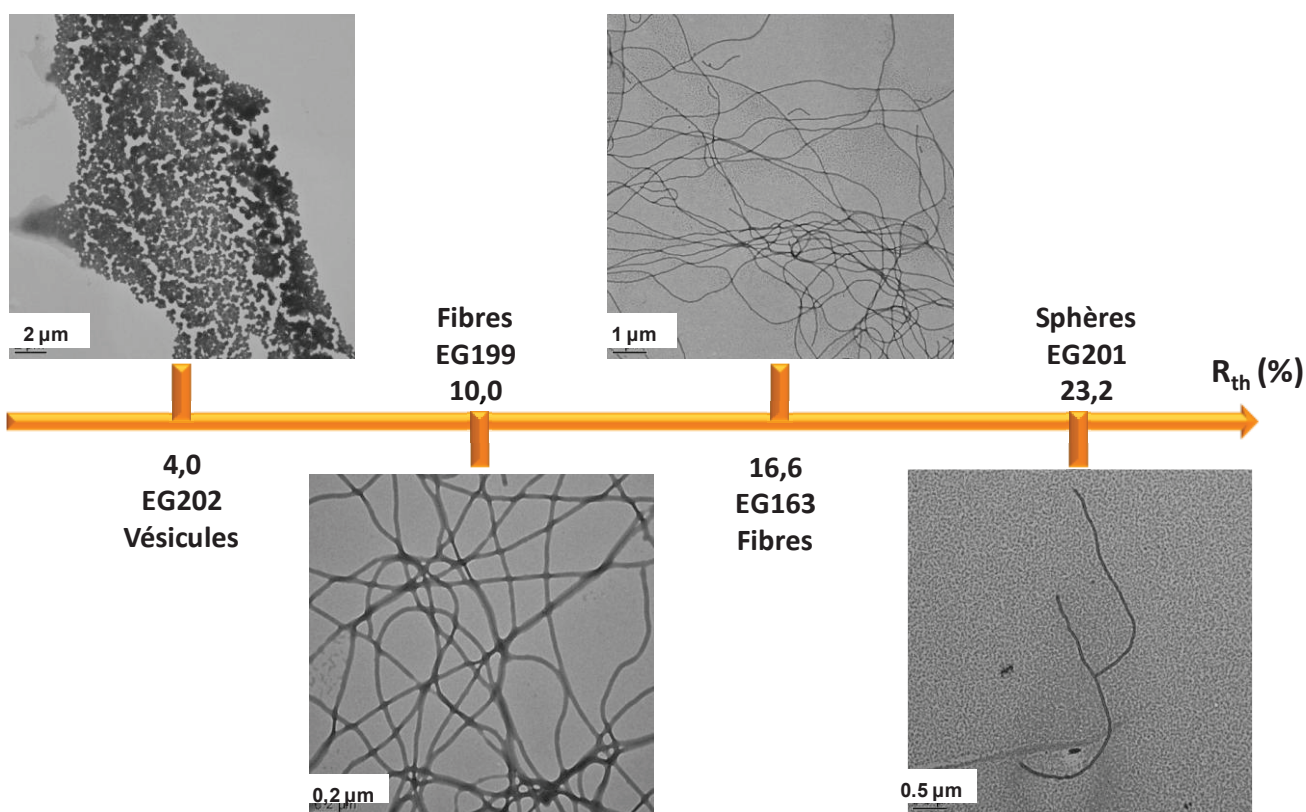 2 µm
1 µm
Fibres
EG199
10,0
Sphères
EG201
23,2
R_th (%)
4,0
EG202
Vésicules
16,6
EG163
Fibres
0,2 µm
0.5 µm